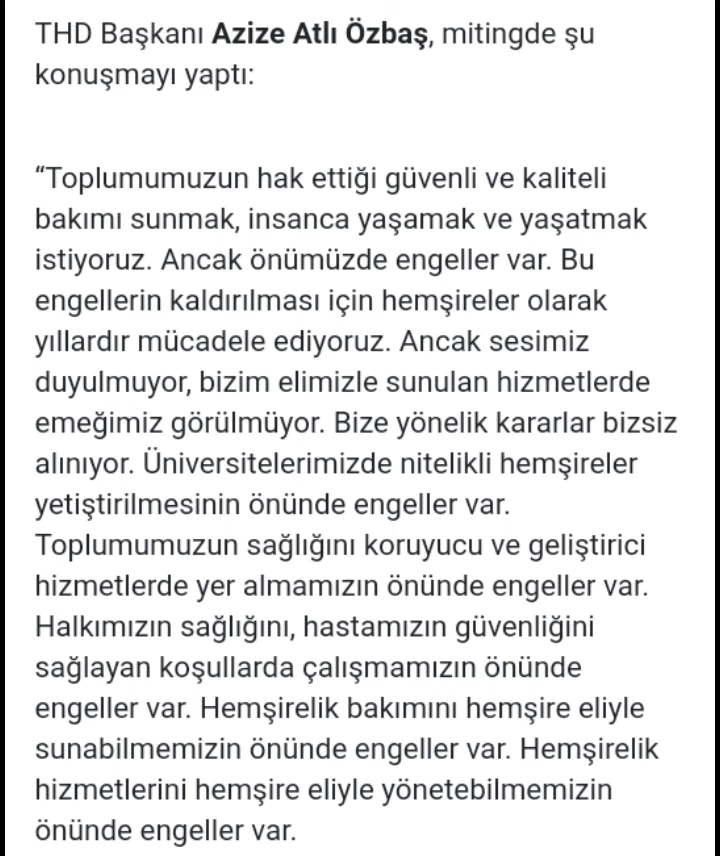 THD Başkanı Azize Atlı Özbaş, mitingde şu
konuşmayı yaptı:
“Toplumumuzun hak ettiği güvenli ve kaliteli
bakımı sunmak, insanca yaşamak ve yaşatmak
istiyoruz. Ancak önümüzde engeller var. Bu
engellerin kaldırılması için hemşireler olarak
yıllardır mücadele ediyoruz. Ancak sesimiz
duyulmuyor, bizim elimizle sunulan hizmetlerde
emeğimiz görülmüyor. Bize yönelik kararlar bizsiz
alınıyor. Üniversitelerimizde nitelikli hemşireler
yetiştirilmesinin önünde engeller var.
Toplumumuzun sağlığını koruyucu ve geliştirici
hizmetlerde yer almamızın önünde engeller var.
Halkımızın sağlığını, hastamızın güvenliğini
sağlayan koşullarda çalışmamızın önünde
engeller var. Hemşirelik bakımını hemşire eliyle
sunabilmemizin önünde engeller var. Hemşirelik
hizmetlerini hemşire eliyle yönetebilmemizin
önünde engeller var.